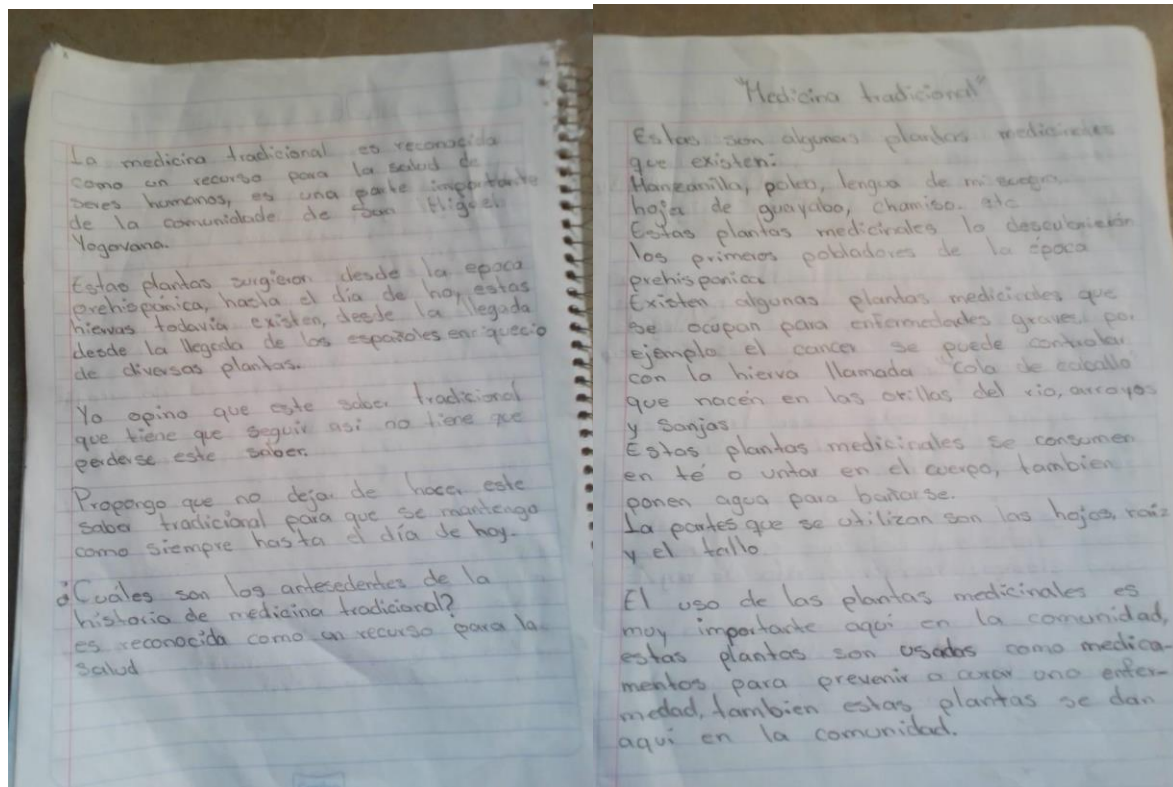 La medicina tradicional es reconocida
como un recurso para la salud de
seres humanos, es una parte importante
de la comunidade de San Miguel
Yogovana.
Estas plantas surgieron desde la epoca
prehispánica, hasta el día de ho, estas
hiervas todavía existen, desde la llegada
desde la llegada de los españoles enriquecio
de diversas plantas.
Yo opino que este saber tradicional
que tiene que seguir asi no tiene que
perderse este saber.
Propongo que no dejar de hacer este
saber tradicional para que se mantengo
como siempre hasta el día de hoy.
¿Cuáles son los antesedentes de la
historia de medicina tradicional?
es reconocida como un recurso para la
salud
"Medicina tradicional"
Estas son algunas plantas medicinales
que existen:
Manzanilla, poleo, lengua de mi suegra,
hoja de guayabo, chamiso. etc
Estas plantas medicinales lo descubrierón
los primeros pobladores de la época
prehispanica
Existen algunas plantas medicinales que
se ocupan para enfermedades graves, por
ejemplo el cancer se puede controlar
con la hierva llamada "cola de caballo"
que nacen en las orillas del rio, arroyos
y sanjas
Estas plantas medicinales se consumen
en té o untar en el cuerpo, tambien
ponen agua para bañarse.
La partes que se utilizan son las hojas, raíz
y el tallo.
El uso de las plantas medicinales es
muy importante aquí en la comunidad,
estas plantas son usadas como medica-
mentos para prevenir o curar una enfer-
medad, tambien estas plantas se dan
aquí en la comunidad.